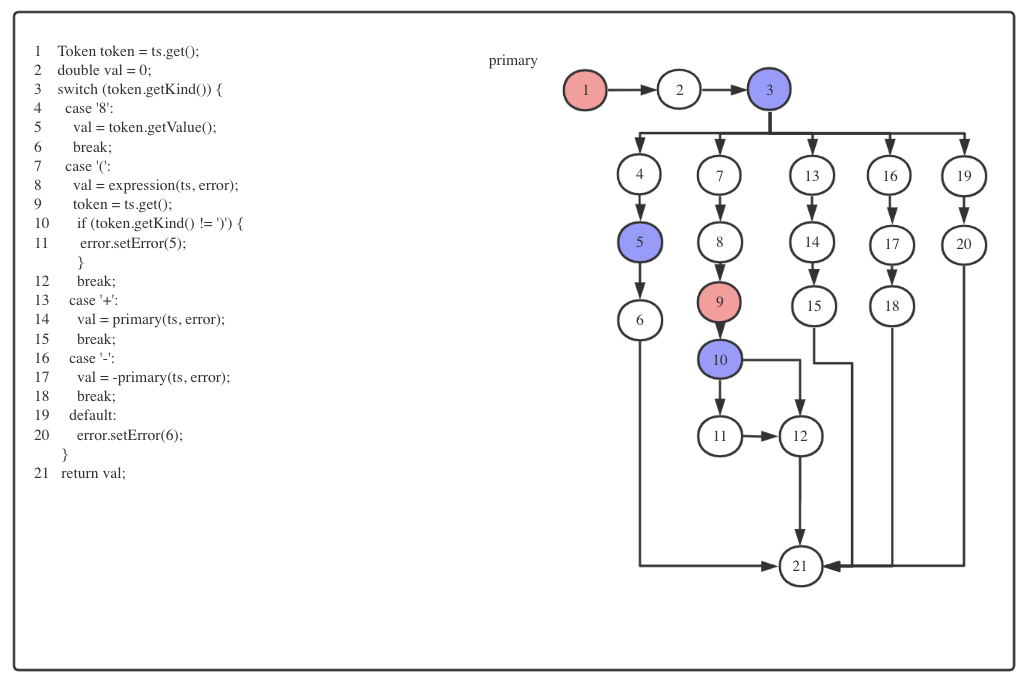 1 Token token = ts.get();
2 double val = 0;
3 switch (token.getKind()) {
4 case '8':
5 val = token.getValue();
6 break;
7 case '(':
8 val = expression(ts, error);
9 token = ts.get();
10 if (token.getKind() != ')') {
11 error.setError(5);
}
12 break;
13 case '+':
14 val = primary(ts, error);
15 break;
16 case '-':
17 val = -primary(ts, error);
18 break;
19 default:
20 error.setError(6);
}
21 return val;
primary
1 2 3
4 7 13 16 19
5 8 14 17 20
6 9 15 18
10
11 12
21